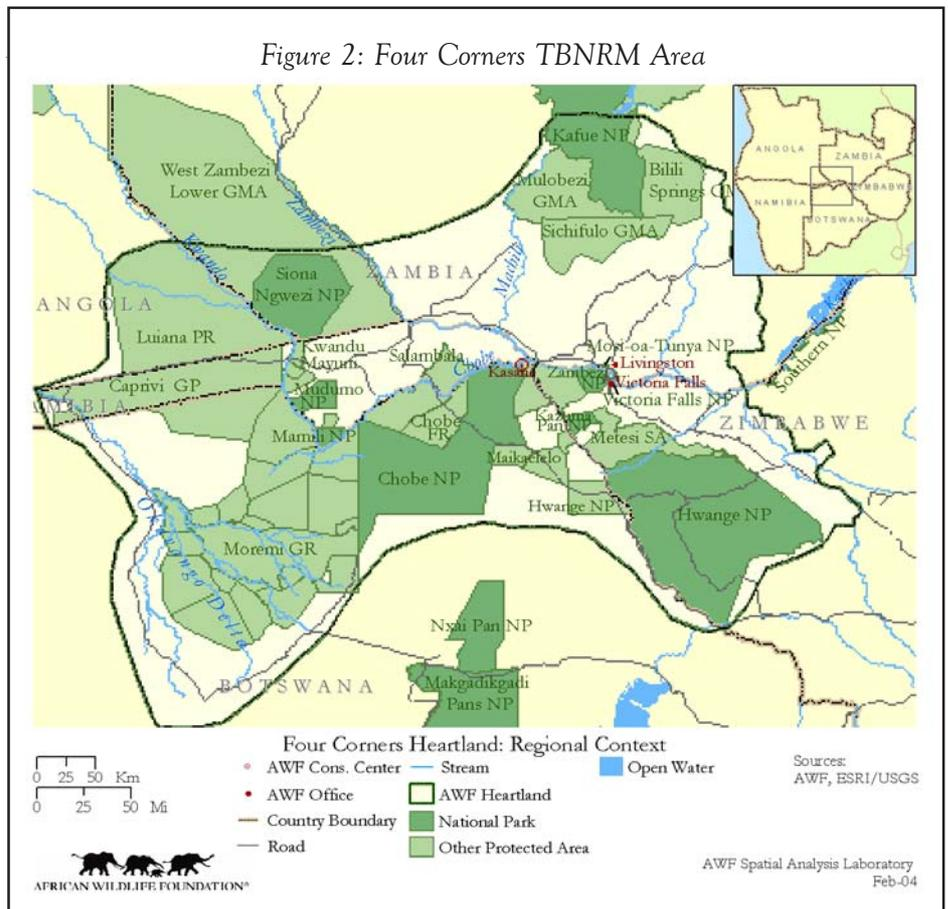 Figure 2: Four Corners TBNRM Area
Kafue NP
West Zambezi
Lower GMA
Mulobezi
GMA
Bilili
Springs GM
Sichifulo GMA
ANGOLA
ZAMBIA
ZIMBABWE
NAMIBIA
BOTSWANA
Zambezi
Kwando
Machili
Siona
Ngwezi NP
ZAMBIA
ANGOLA
Luiana PR
Kwandu
Mayuni
Salambala
Chobe
Kasane
Mosi-oa-Tunya NP
Livingston
Zambezi
NP
Victoria Falls
Victoria Falls NP
Southern NP
Caprivi GP
AMIBIA
Mudumo
NP
Mamili NP
Chobe
FR
Kazuma
Pan NP
Metesi SA
ZIMBABWE
Maikaelelo
Chobe NP
Hwange NP
Hwange NP
Okavango Delta
Moremi GR
Nxai Pan NP
BOTSWANA
Makgadikgadi
Pans NP
Four Corners Heartland: Regional Context
0 25 50 Km
0 25 50 Mi
AWF Cons. Center
Stream
Open Water
AWF Office
AWF Heartland
Country Boundary
National Park
Road
Other Protected Area
Sources:
AWF, ESRI/USGS
AFRICAN WILDLIFE FOUNDATION®
AWF Spatial Analysis Laboratory
Feb-04